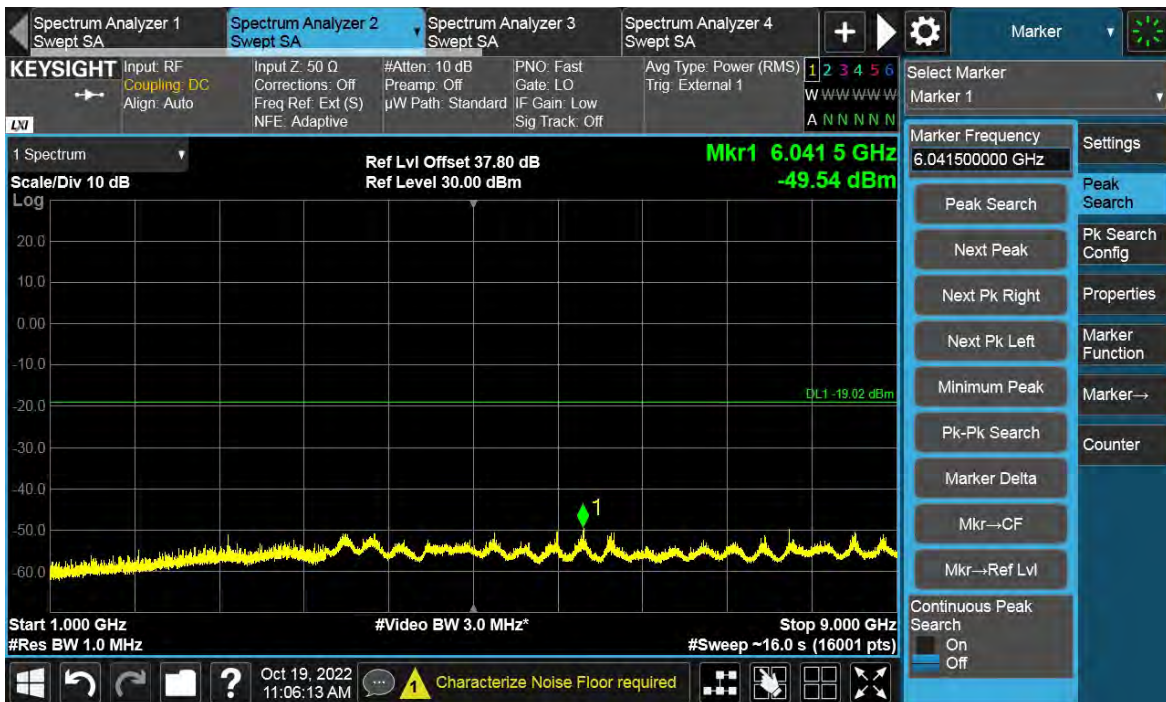 Spectrum Analyzer 1
Swept SA
Spectrum Analyzer 2
Swept SA
Spectrum Analyzer 3
Swept SA
Spectrum Analyzer 4
Swept SA
+
Marker
KEYSIGHT
LXI
Input: RF
Coupling: DC
Align: Auto
Input Z: 50 Ω
Corrections: Off
Freq Ref: Ext (S)
NFE: Adaptive
#Atten: 10 dB
Preamp: Off
µW Path: Standard
PNO: Fast
Gate: LO
IF Gain: Low
Sig Track: Off
Avg Type: Power (RMS)
Trig: External 1
1 2 3 4 5 6
W W W W W W
A N N N N N
Select Marker
Marker 1
1 Spectrum
Scale/Div 10 dB
Log
Ref Lvl Offset 37.80 dB
Ref Level 30.00 dBm
Mkr1 6.041 5 GHz
-49.54 dBm
20.0
10.0
0.00
-10.0
-20.0
-30.0
-40.0
-50.0
-60.0
DL1 -19.02 dBm
1
Start 1.000 GHz
#Res BW 1.0 MHz
#Video BW 3.0 MHz*
Stop 9.000 GHz
#Sweep ~16.0 s (16001 pts)
Marker Frequency
6.041500000 GHz
Peak Search
Next Peak
Next Pk Right
Next Pk Left
Minimum Peak
Pk-Pk Search
Marker Delta
Mkr→CF
Mkr→Ref Lvl
Continuous Peak
Search
On
Off
Settings
Peak
Search
Pk Search
Config
Properties
Marker
Function
Marker→
Counter
?
Oct 19, 2022
11:06:13 AM
1
Characterize Noise Floor required